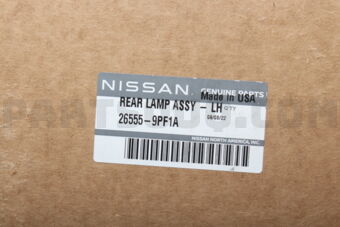 NISSAN GENUINE PARTS
Made in USA
REAR LAMP ASSY - LH QTY
26555-9PF1A 08/03/22
NISSAN NORTH AMERICA, INC.